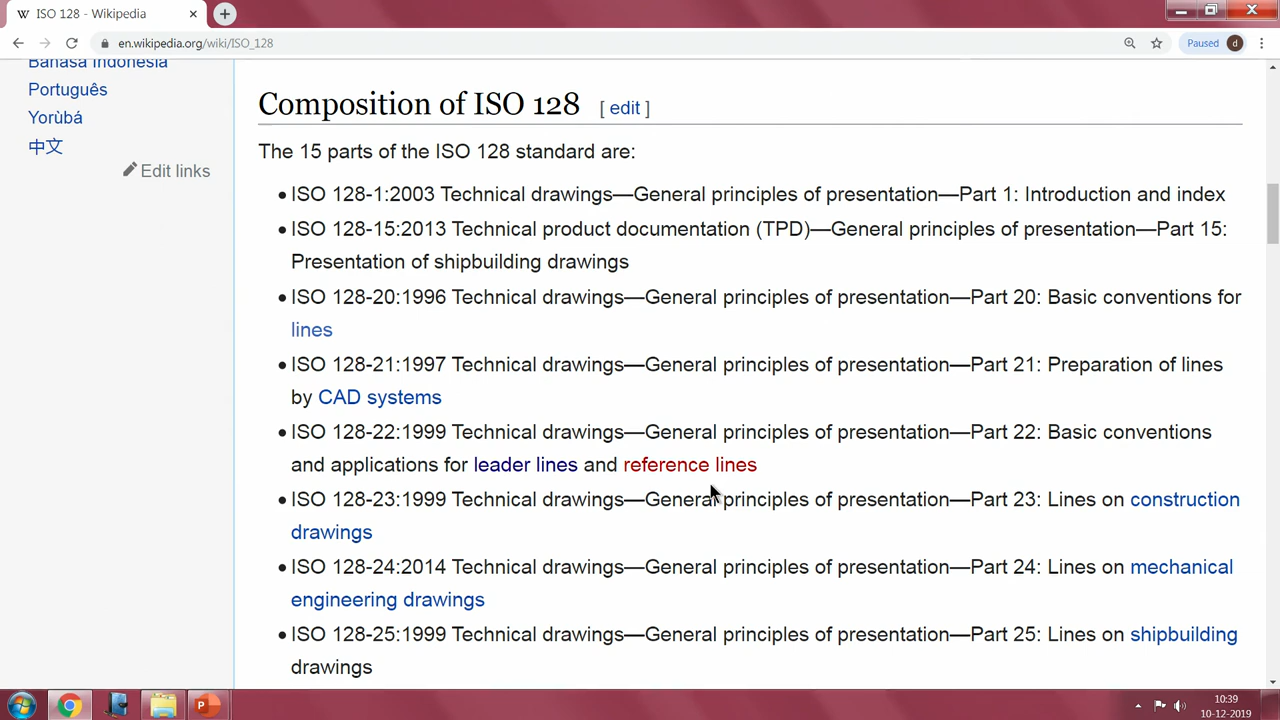 ISO 128 - Wikipedia
en.wikipedia.org/wiki/ISO_128
Paused d
Bahasa Indonesia
Português
Yorùbá
中文
Edit links
Composition of ISO 128 [ edit ]
The 15 parts of the ISO 128 standard are:
ISO 128-1:2003 Technical drawings—General principles of presentation—Part 1: Introduction and index
ISO 128-15:2013 Technical product documentation (TPD)—General principles of presentation—Part 15:
Presentation of shipbuilding drawings
ISO 128-20:1996 Technical drawings—General principles of presentation—Part 20: Basic conventions for
lines
ISO 128-21:1997 Technical drawings—General principles of presentation—Part 21: Preparation of lines
by CAD systems
ISO 128-22:1999 Technical drawings—General principles of presentation—Part 22: Basic conventions
and applications for leader lines and reference lines
ISO 128-23:1999 Technical drawings—General principles of presentation—Part 23: Lines on construction
drawings
ISO 128-24:2014 Technical drawings—General principles of presentation—Part 24: Lines on mechanical
engineering drawings
ISO 128-25:1999 Technical drawings—General principles of presentation—Part 25: Lines on shipbuilding
drawings
10:39
10-12-2019